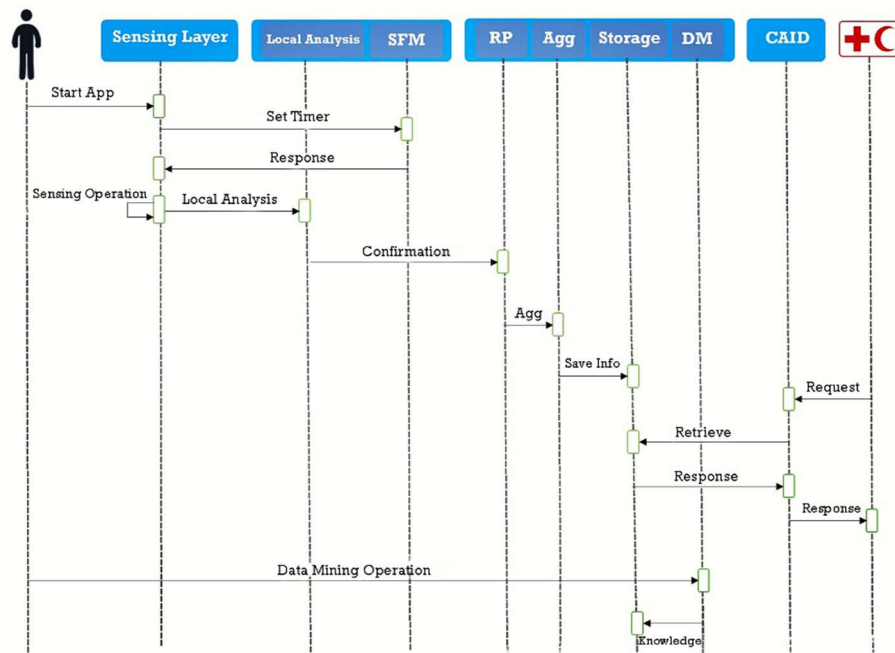 Sensing Layer
Local Analysis
SFM
RP
Agg
Storage
DM
CAID
Start App
Set Timer
Response
Sensing Operation
Local Analysis
Confirmation
Agg
Save Info
Request
Retrieve
Response
Response
Data Mining Operation
Knowledge